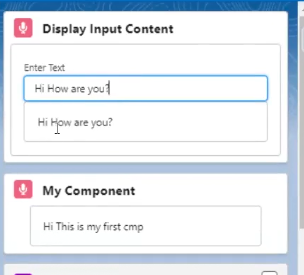 Display Input Content
Enter Text
Hi How are you?
Hi How are you?
My Component
Hi This is my first cmp